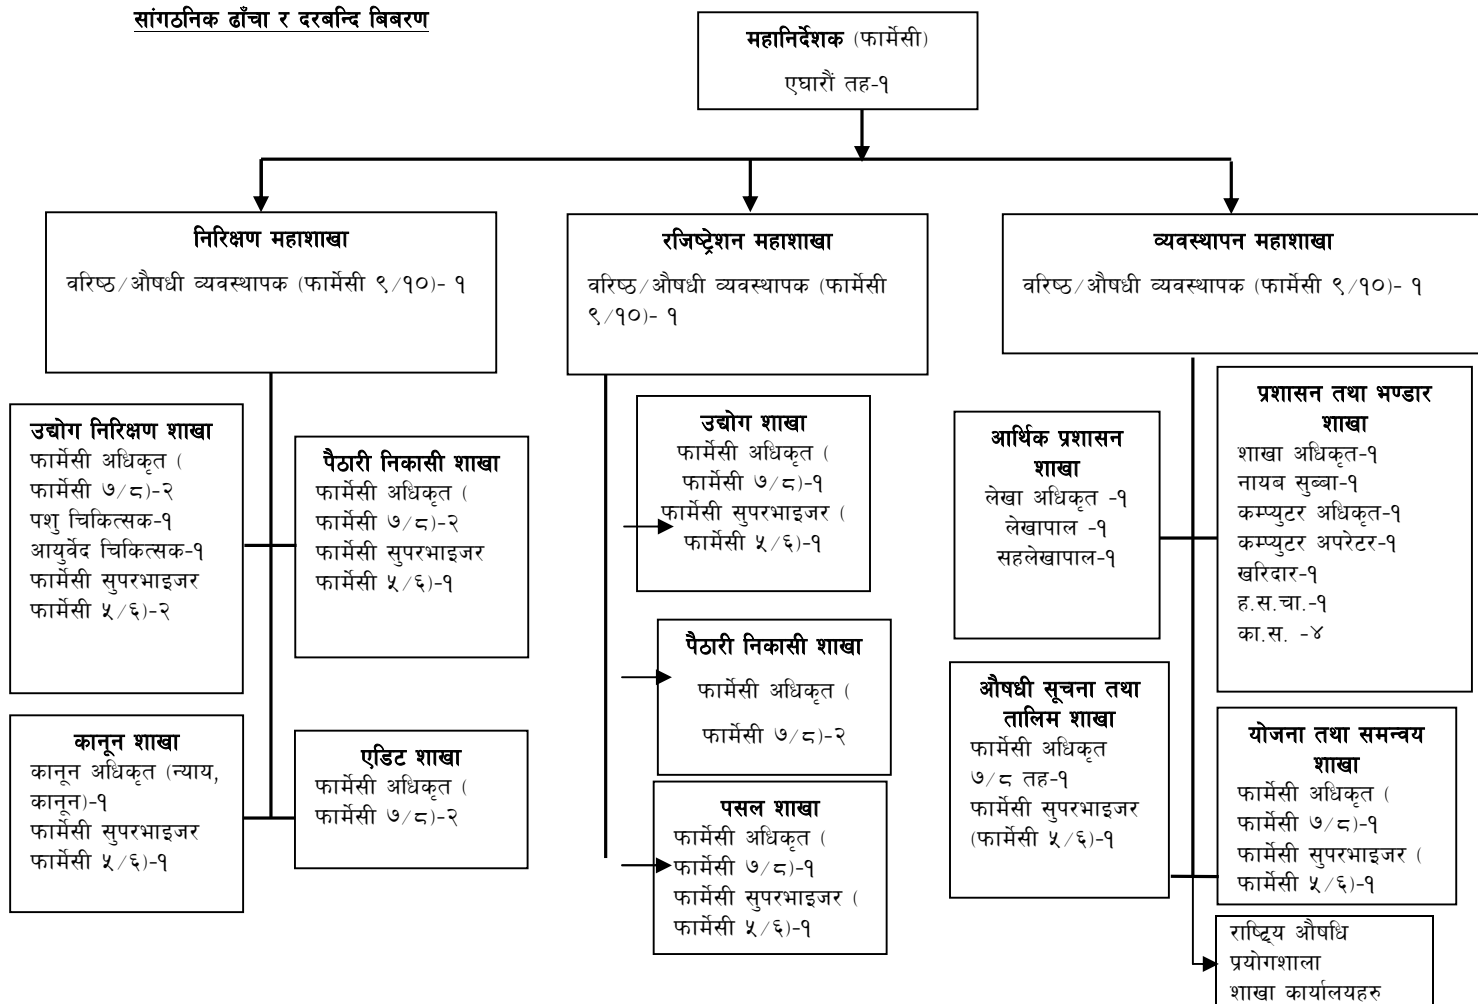 सांगठनिक ढाँचा र दरबन्दि बिबरण
महानिर्देशक (फार्मेसी)
एघारौं तह-१
निरिक्षण महाशाखा
वरिष्ठ/औषधी व्यवस्थापक (फार्मेसी ९/१०)- १
रजिष्ट्रेशन महाशाखा
वरिष्ठ/औषधी व्यवस्थापक (फार्मेसी
९/१०)- १
व्यवस्थापन महाशाखा
वरिष्ठ/औषधी व्यवस्थापक (फार्मेसी ९/१०)- १
उद्योग निरिक्षण शाखा
फार्मेसी अधिकृत (
फार्मेसी ७/८)-२
पशु चिकित्सक-१
आयुर्वेद चिकित्सक-१
फार्मेसी सुपरभाइजर
फार्मेसी ५/६)-२
पैठारी निकासी शाखा
फार्मेसी अधिकृत (
फार्मेसी ७/८)-२
फार्मेसी सुपरभाइजर
फार्मेसी ५/६)-१
कानून शाखा
कानून अधिकृत (न्याय,
कानून)-१
फार्मेसी सुपरभाइजर
फार्मेसी ५/६)-१
एडिट शाखा
फार्मेसी अधिकृत (
फार्मेसी ७/८)-२
उद्योग शाखा
फार्मेसी अधिकृत (
फार्मेसी ७/८)-१
फार्मेसी सुपरभाइजर (
फार्मेसी ५/६)-१
पैठारी निकासी शाखा
फार्मेसी अधिकृत (
फार्मेसी ७/८)-२
पसल शाखा
फार्मेसी अधिकृत (
फार्मेसी ७/८)-१
फार्मेसी सुपरभाइजर (
फार्मेसी ५/६)-१
आर्थिक प्रशासन
शाखा
लेखा अधिकृत -१
लेखापाल -१
सहलेखापाल-१
प्रशासन तथा भण्डार
शाखा
शाखा अधिकृत-१
नायब सुब्बा-१
कम्प्युटर अधिकृत-१
कम्प्युटर अपरेटर-१
खरिदार-१
ह.स.चा.-१
का.स. -४
औषधी सूचना तथा
तालिम शाखा
फार्मेसी अधिकृत
७/८ तह-१
फार्मेसी सुपरभाइजर
(फार्मेसी ५/६)-१
योजना तथा समन्वय
शाखा
फार्मेसी अधिकृत (
फार्मेसी ७/८)-१
फार्मेसी सुपरभाइजर (
फार्मेसी ५/६)-१
राष्ट्रिय औषधि
प्रयोगशाला
शाखा कार्यालयहरु